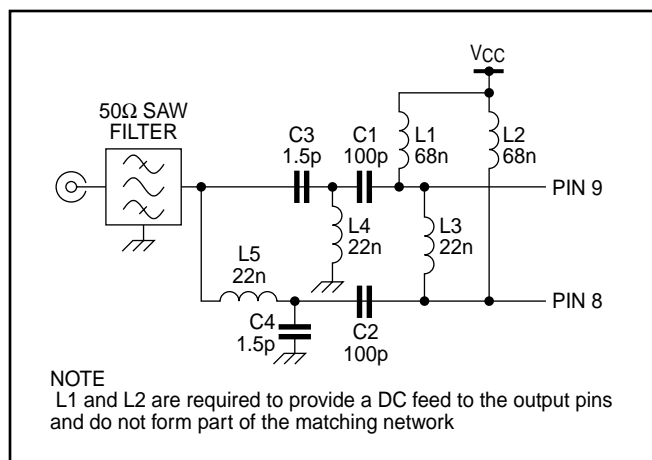 VCC
50Ω SAW
FILTER
C3
1.5p
C1
100p
L1
68n
L2
68n
PIN 9
L4
22n
L3
22n
L5
22n
PIN 8
C4
1.5p
C2
100p
NOTE
L1 and L2 are required to provide a DC feed to the output pins
and do not form part of the matching network